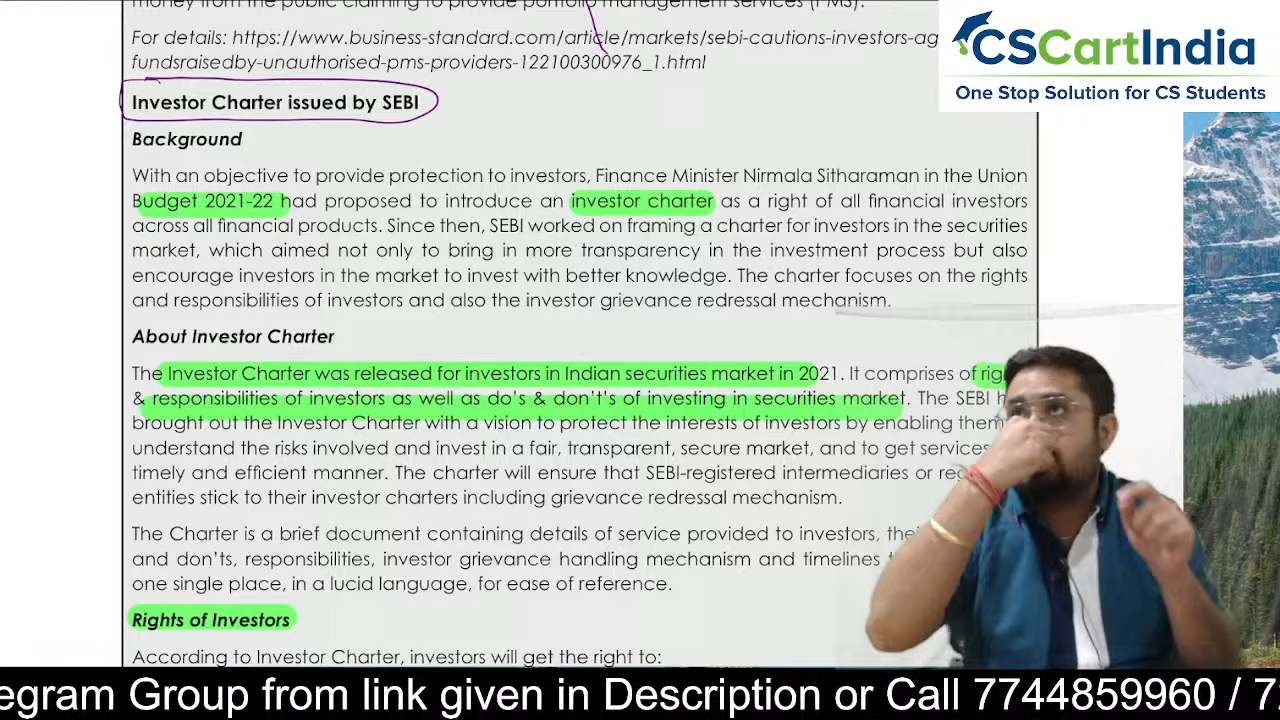 money from the public claiming to provide portfolio management services (PMS).
For details: https://www.business-standard.com/article/markets/sebi-cautions-investors-ag
fundsraisedby-unauthorised-pms-providers-122100300976_1.html
CSCartIndia
One Stop Solution for CS Students
Investor Charter issued by SEBI
Background
With an objective to provide protection to investors, Finance Minister Nirmala Sitharaman in the Union
Budget 2021-22 had proposed to introduce an investor charter as a right of all financial investors
across all financial products. Since then, SEBI worked on framing a charter for investors in the securities
market, which aimed not only to bring in more transparency in the investment process but also
encourage investors in the market to invest with better knowledge. The charter focuses on the rights
and responsibilities of investors and also the investor grievance redressal mechanism.
About Investor Charter
The Investor Charter was released for investors in Indian securities market in 2021. It comprises of rig
& responsibilities of investors as well as do's & don't's of investing in securities market. The SEBI h
brought out the Investor Charter with a vision to protect the interests of investors by enabling them
understand the risks involved and invest in a fair, transparent, secure market, and to get services
timely and efficient manner. The charter will ensure that SEBI-registered intermediaries or re
entities stick to their investor charters including grievance redressal mechanism.
The Charter is a brief document containing details of service provided to investors, thei
and don'ts, responsibilities, investor grievance handling mechanism and timelines t
one single place, in a lucid language, for ease of reference.
Rights of Investors
According to Investor Charter, investors will get the right to:
egram Group from link given in Description or Call 7744859960 / 72